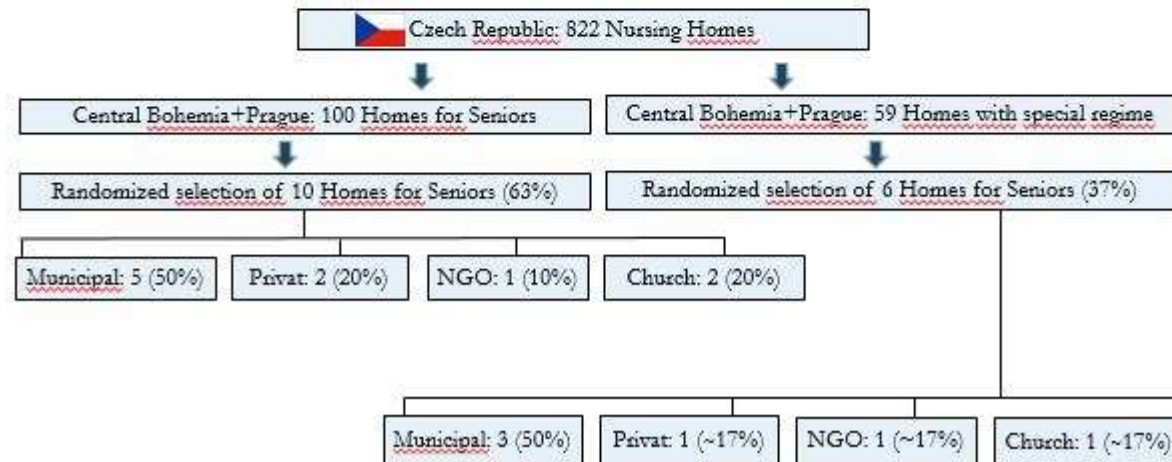 Czech Republic: 822 Nursing Homes
Central Bohemia+Prague: 100 Homes for Seniors
Central Bohemia+Prague: 59 Homes with special regime
Randomized selection of 10 Homes for Seniors (63%)
Randomized selection of 6 Homes for Seniors (37%)
Municipal: 5 (50%)
Privat: 2 (20%)
NGO: 1 (10%)
Church: 2 (20%)
Municipal: 3 (50%)
Privat: 1 (~17%)
NGO: 1 (~17%)
Church: 1 (~17%)